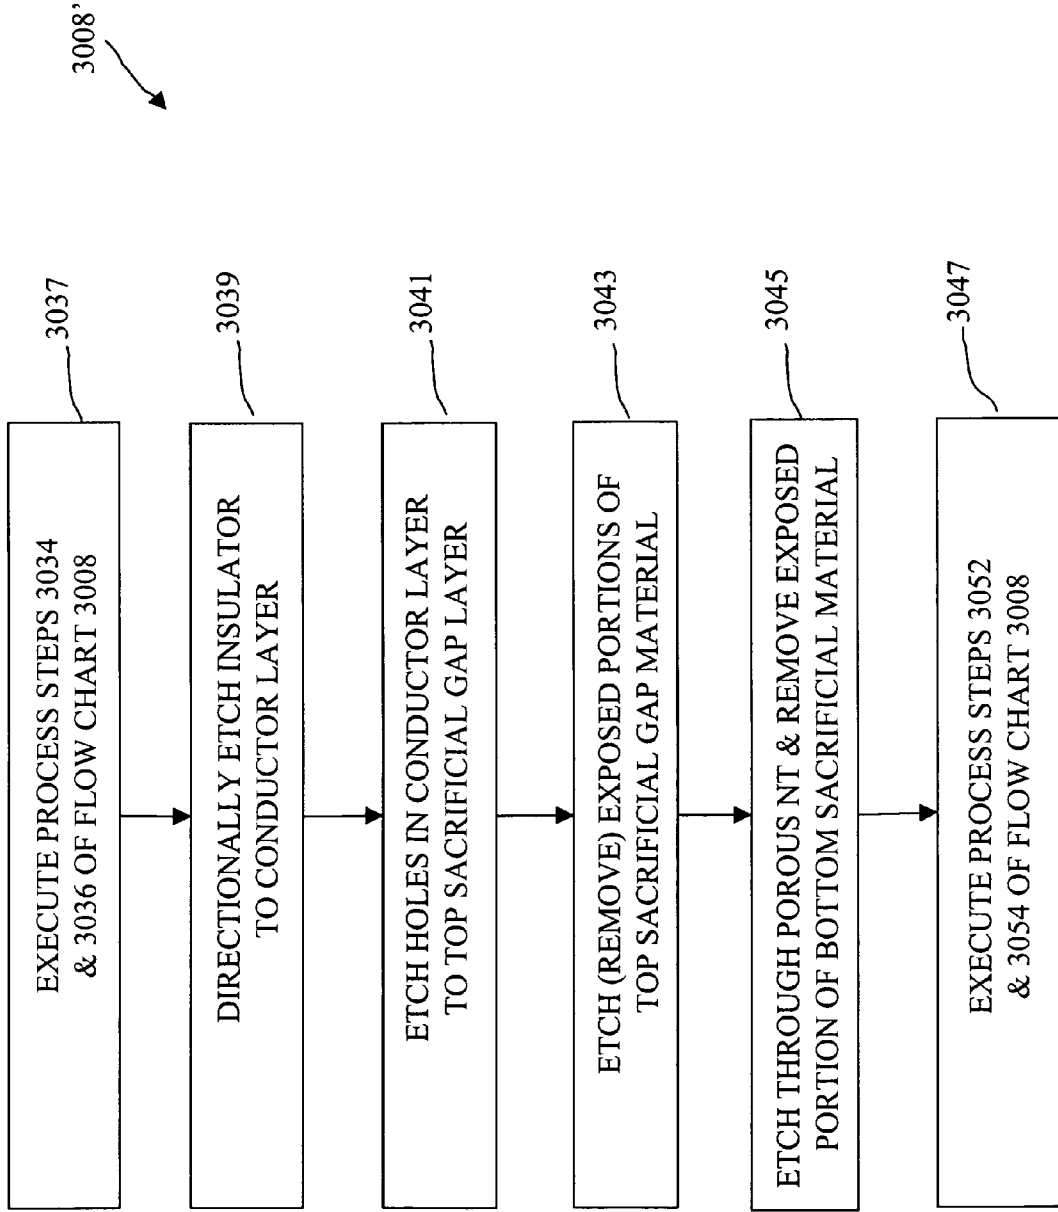 3008'
3037
EXECUTE PROCESS STEPS 3034
& 3036 OF FLOW CHART 3008
3039
DIRECTIONALLY ETCH INSULATOR
TO CONDUCTOR LAYER
3041
ETCH HOLES IN CONDUCTOR LAYER
TO TOP SACRIFICIAL GAP LAYER
3043
ETCH (REMOVE) EXPOSED PORTIONS OF
TOP SACRIFICIAL GAP MATERIAL
3045
ETCH THROUGH POROUS NT & REMOVE EXPOSED
PORTION OF BOTTOM SACRIFICIAL MATERIAL
3047
EXECUTE PROCESS STEPS 3052
& 3054 OF FLOW CHART 3008